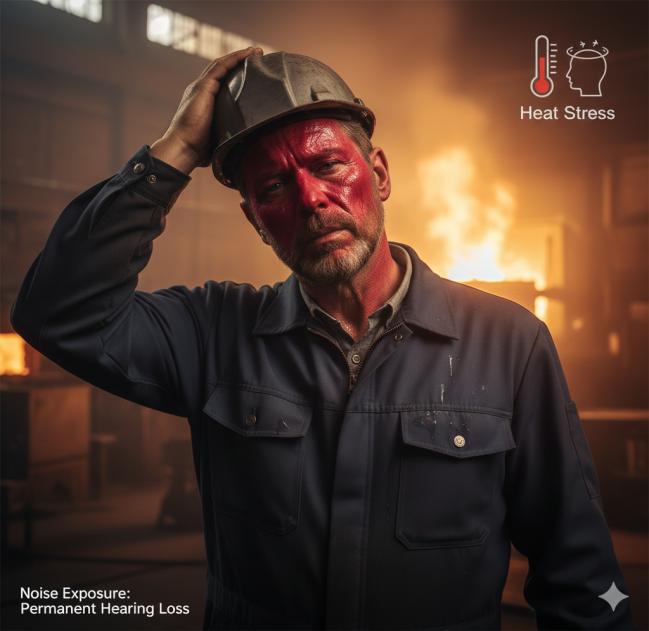 Heat Stress
Noise Exposure:
Permanent Hearing Loss